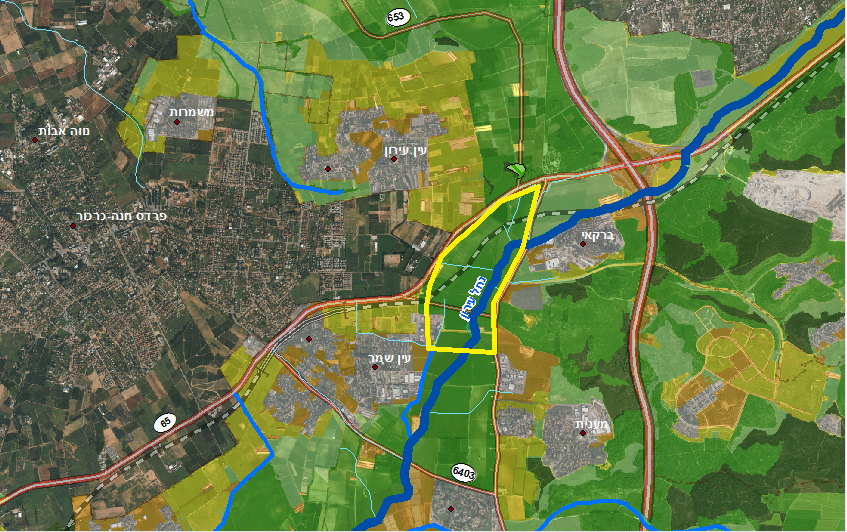 653
משמרות
נווה אבות
עין עירון
פרדס חנה-כרכור
ברקאי
נחל עירון
עין שמר
65
מענית
6403